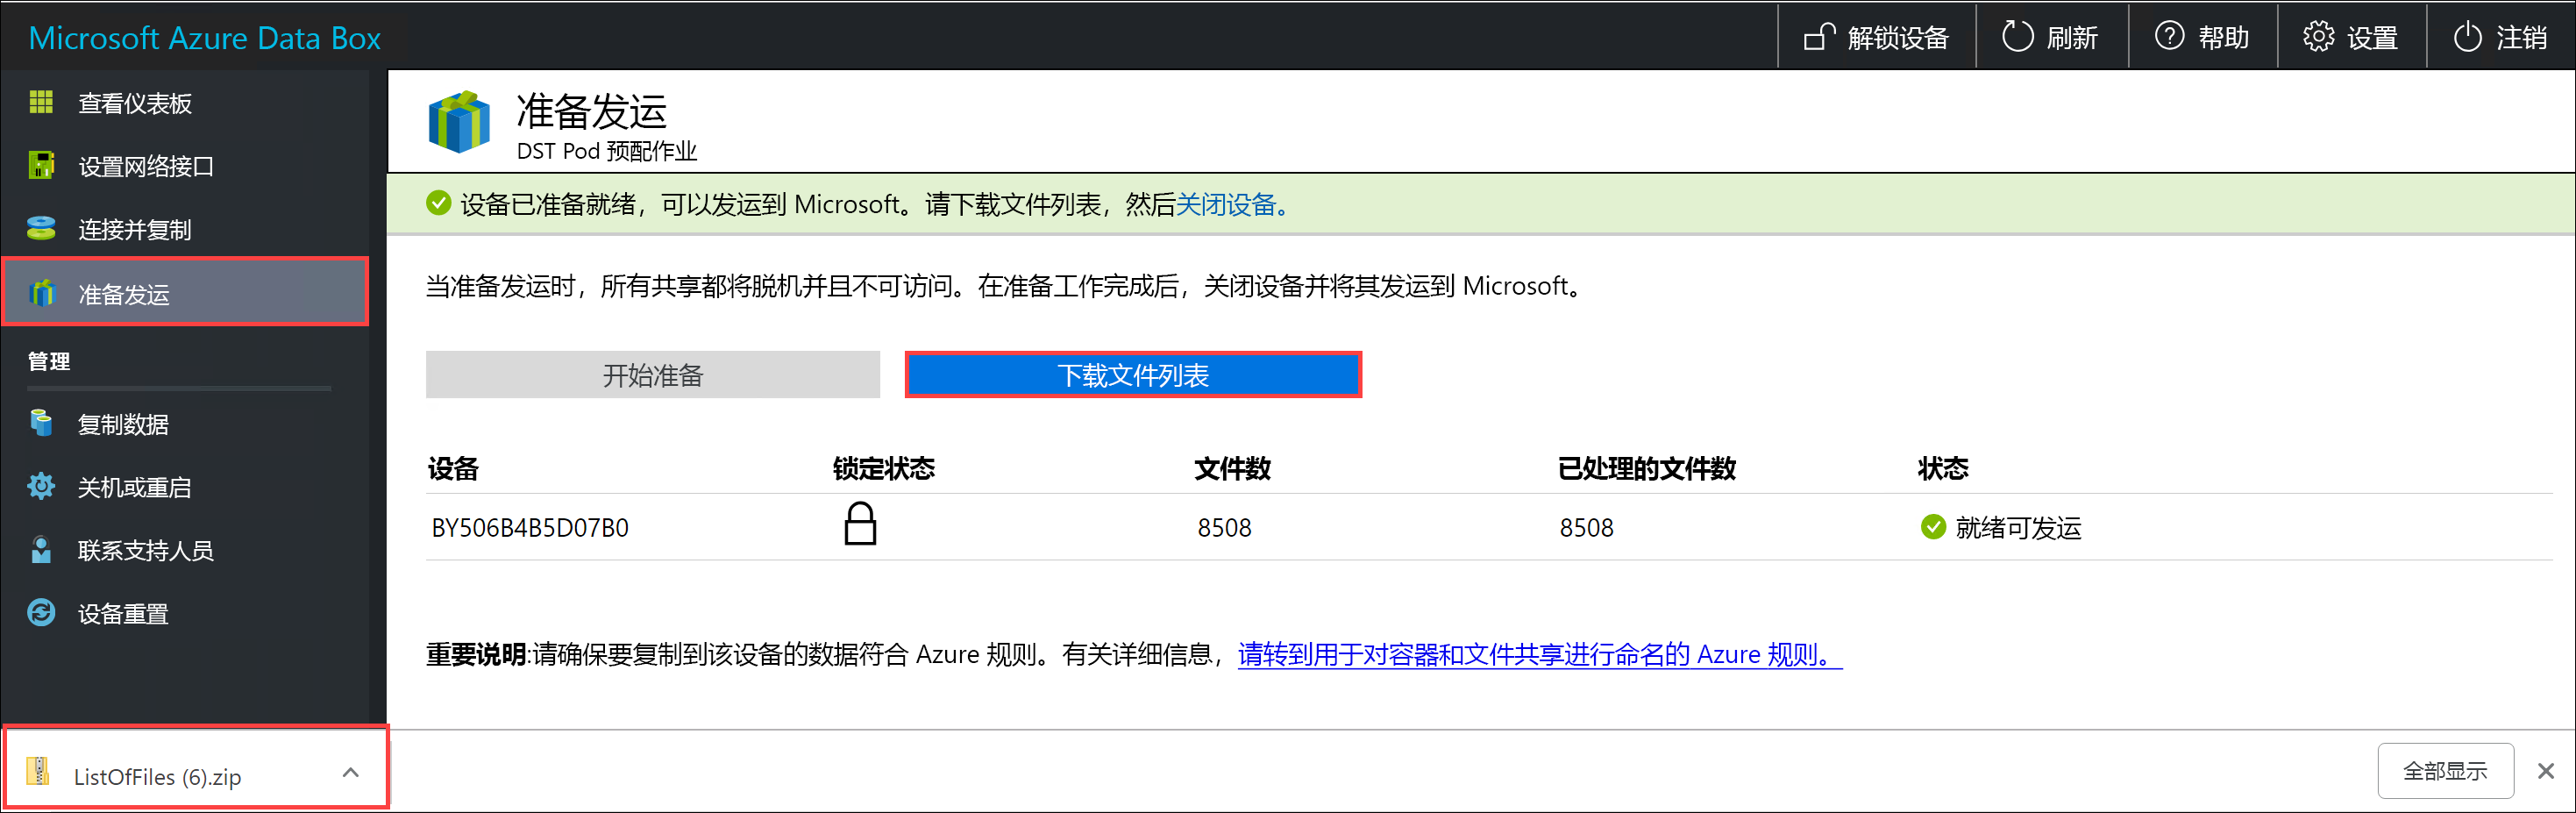 Microsoft Azure Data Box
解锁设备
刷新
帮助
设置
注销
查看仪表板
设置网络接口
连接并复制
准备发运
管理
复制数据
关机或重启
联系支持人员
设备重置
准备发运
DST Pod 预配作业
设备已准备就绪，可以发运到 Microsoft。请下载文件列表，然后关闭设备。
当准备发运时，所有共享都将脱机并且不可访问。在准备工作完成后，关闭设备并将其发运到 Microsoft。
开始准备
下载文件列表
设备 锁定状态 文件数 已处理的文件数 状态
BY506B4B5D07B0 8508 8508 就绪可发运
重要说明:请确保要复制到该设备的数据符合 Azure 规则。有关详细信息，请转到用于对容器和文件共享进行命名的 Azure 规则。
ListOfFiles (6).zip
全部显示